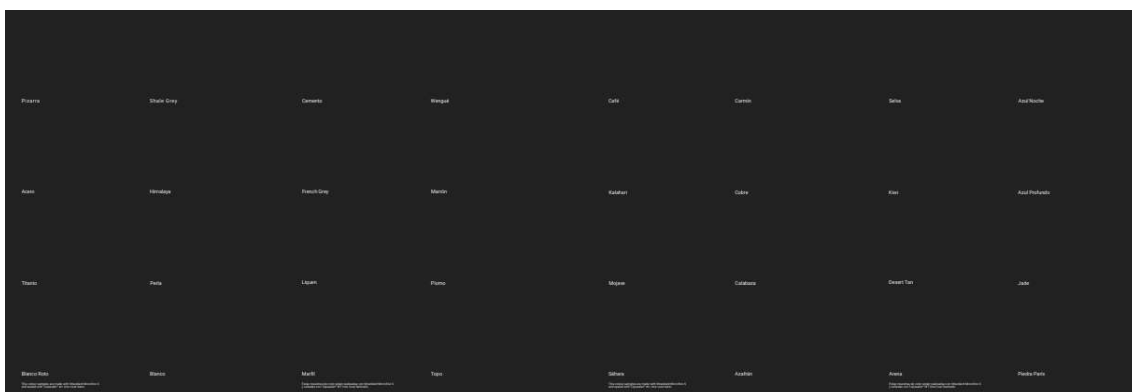 Pizarra Shale Grey Cemento Wengué Café Carmín Selva Azul Noche
Acero Himalaya French Grey Marrón Kalahari Cobre Kiwi Azul Profundo
Titanio Perla Liquen Plomo Mojave Calabaza Desert Tan Jade
Blanco Roto Blanco Marfil Topo Sáhara Azafrán Arena Piedra París